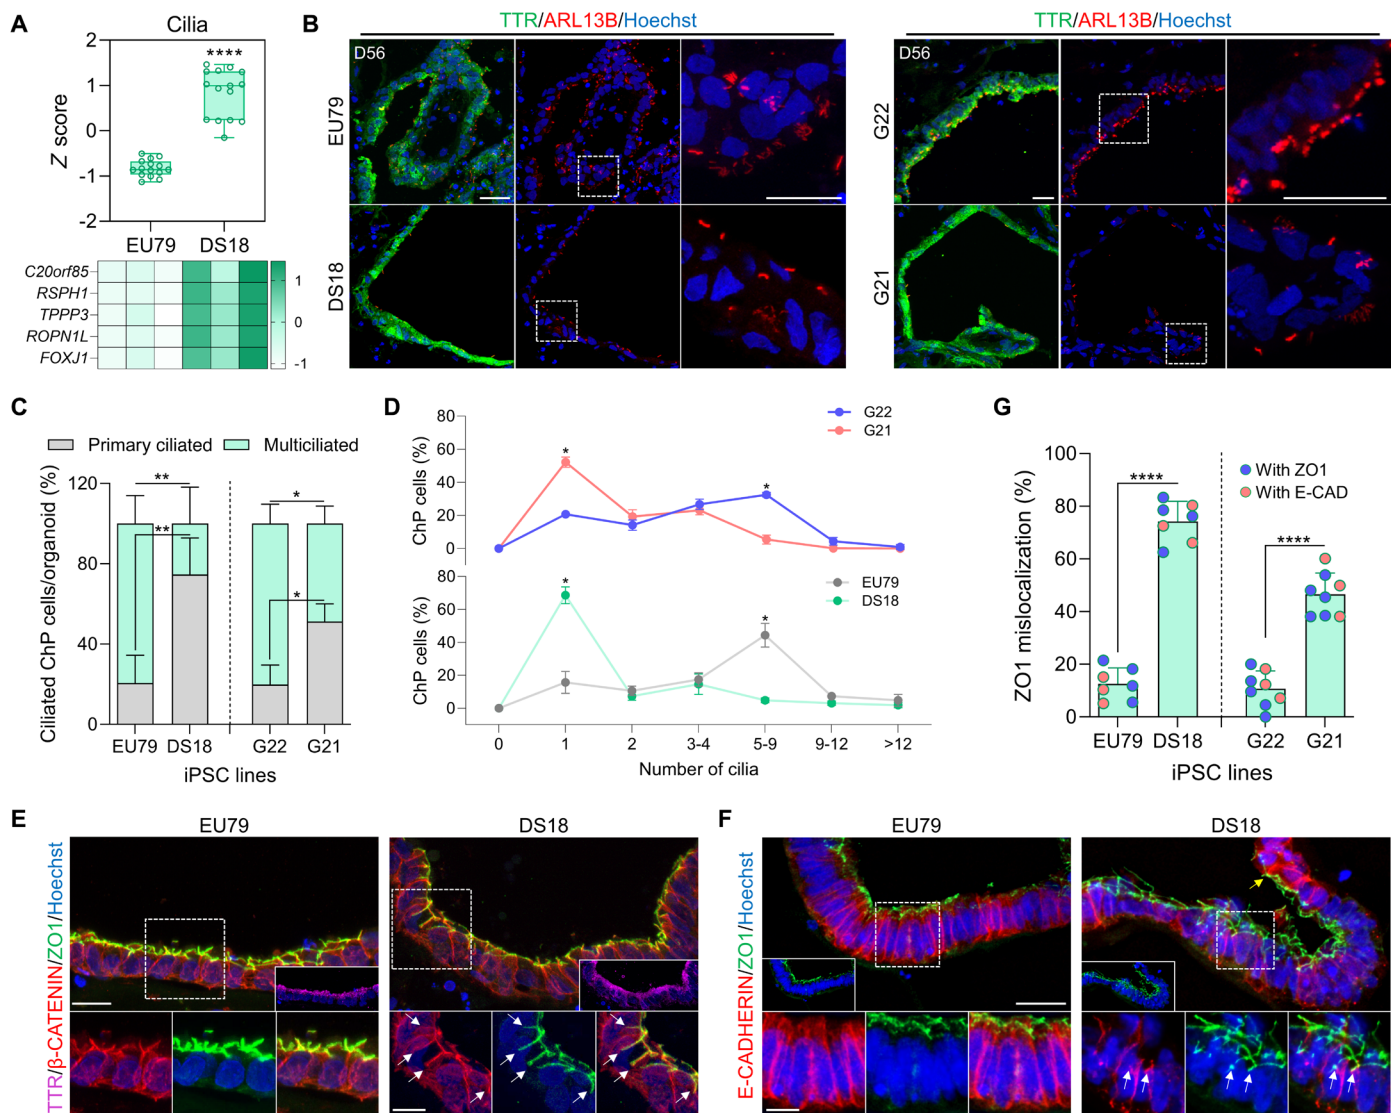 A
Cilia
2
1
0
-1
-2
Z score
****
EU79
DS18
C20orf85
RSPH1
TPPP3
ROPN1L
FOXJ1
1
0
-1
B
TTR/ARL13B/Hoechst
TTR/ARL13B/Hoechst
D56
EU79
DS18
G22
G21
C
Primary ciliated
Multiciliated
Ciliated ChP cells/organoid (%)
120
80
40
0
**
**
*
*
EU79
DS18
G22
G21
iPSC lines
D
80
60
40
20
0
ChP cells (%)
G22
G21
*
*
80
60
40
20
0
ChP cells (%)
EU79
DS18
*
*
0
1
2
3-4
5-9
9-12
>12
Number of cilia
G
100
80
60
40
20
0
ZO1 mislocalization (%)
With ZO1
With E-CAD
****
****
EU79
DS18
G22
G21
iPSC lines
E
EU79
DS18
TTR/β-CATENIN/ZO1/Hoechst
F
EU79
DS18
E-CADHERIN/ZO1/Hoechst